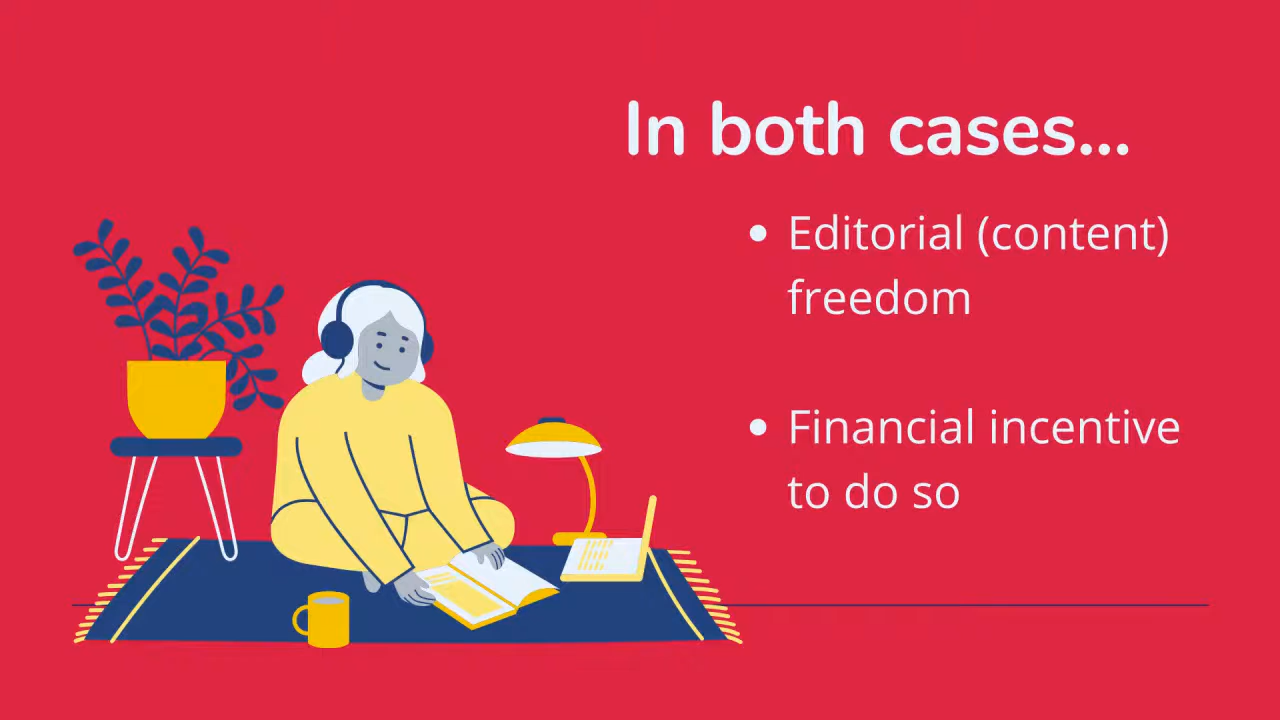 In both cases...
• Editorial (content)
freedom
• Financial incentive
to do so